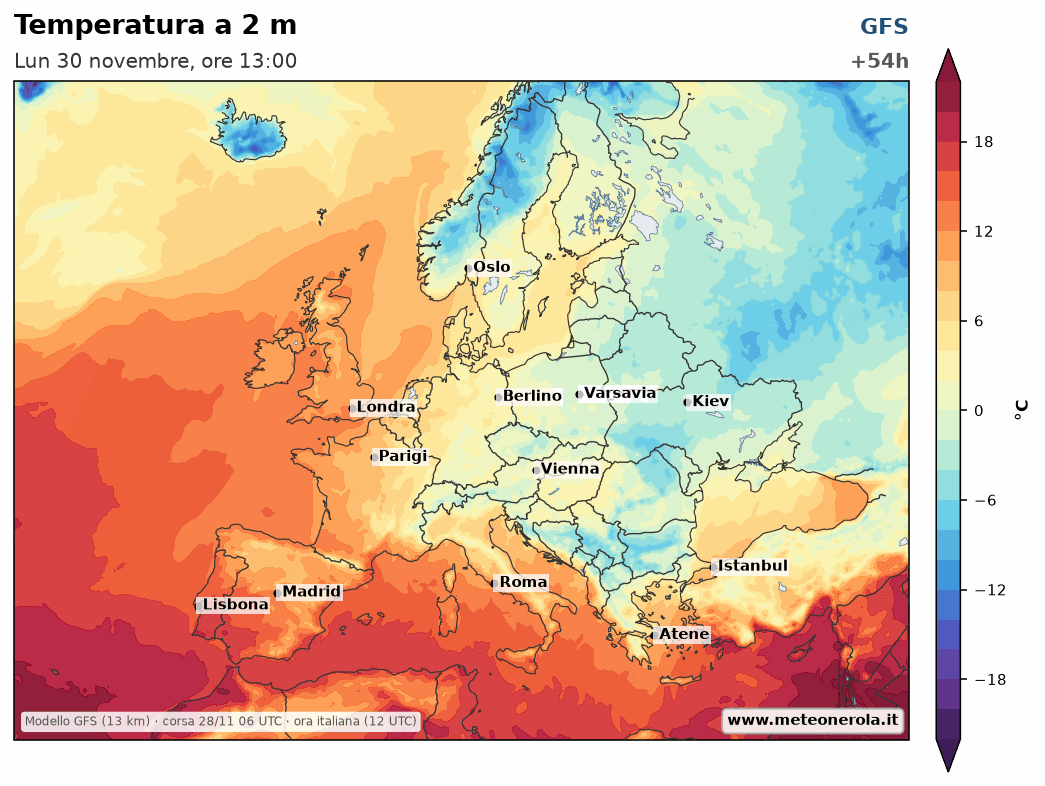 Temperatura a 2 m
GFS
Lun 30 novembre, ore 13:00
+54h
18
12
6
0
−6
−12
−18
°C
Oslo
Londra
Berlino
Varsavia
Kiev
Parigi
Vienna
Istanbul
Roma
Madrid
Lisbona
Atene
Modello GFS (13 km) · corsa 28/11 06 UTC · ora italiana (12 UTC)
www.meteonerola.it